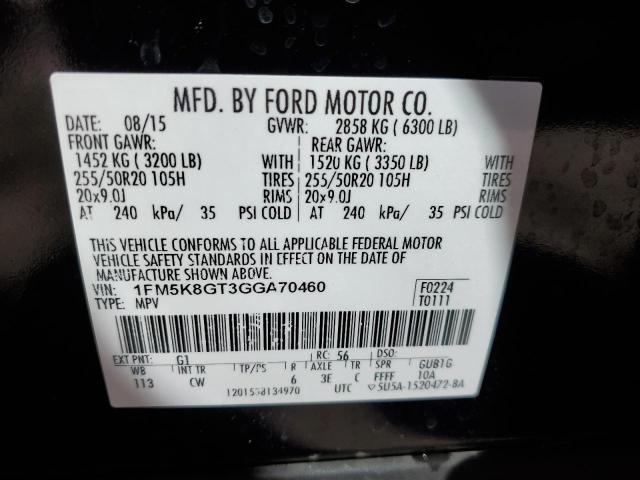 MFD. BY FORD MOTOR CO.
DATE: 08/15 GVWR: 2858 KG ( 6300 LB)
FRONT GAWR: REAR GAWR:
1452 KG ( 3200 LB) WITH 1520 KG ( 3350 LB) WITH
255/50R20 105H TIRES 255/50R20 105H TIRES
20x9.0J RIMS 20x9.0J RIMS
AT 240 kPa/ 35 PSI COLD AT 240 kPa/ 35 PSI COLD
THIS VEHICLE CONFORMS TO ALL APPLICABLE FEDERAL MOTOR
VEHICLE SAFETY STANDARDS IN EFFECT ON THE DATE OF
MANUFACTURE SHOWN ABOVE.
VIN: 1FM5K8GT3GGA70460 F0224
TYPE: MPV T0111
EXT PNT: G1 RC: 56 DSO:
WB INT TR TP/PS R AXLE TR SPR GUB1G
113 CW 6 3E C FFFF 10A
UTC 5U5A-1520472-BA